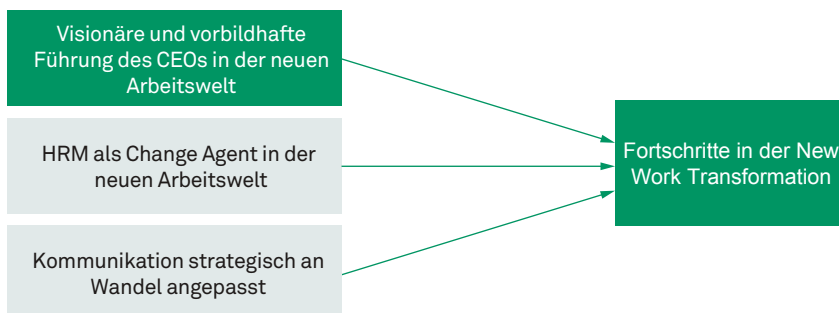 Visionäre und vorbildhafte
Führung des CEOs in der neuen
Arbeitswelt
HRM als Change Agent in der
neuen Arbeitswelt
Kommunikation strategisch an
Wandel angepasst
Fortschritte in der New
Work Transformation